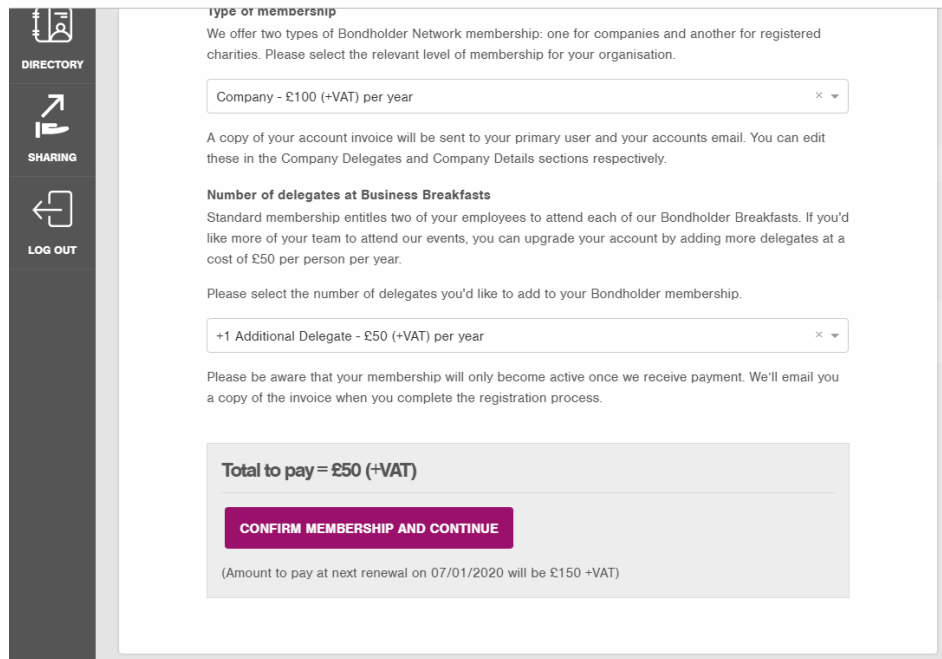 DIRECTORY
SHARING
LOG OUT
Type of membership
We offer two types of Bondholder Network membership: one for companies and another for registered
charities. Please select the relevant level of membership for your organisation.
Company - £100 (+VAT) per year
A copy of your account invoice will be sent to your primary user and your accounts email. You can edit
these in the Company Delegates and Company Details sections respectively.
Number of delegates at Business Breakfasts
Standard membership entitles two of your employees to attend each of our Bondholder Breakfasts. If you'd
like more of your team to attend our events, you can upgrade your account by adding more delegates at a
cost of £50 per person per year.
Please select the number of delegates you'd like to add to your Bondholder membership.
+1 Additional Delegate - £50 (+VAT) per year
Please be aware that your membership will only become active once we receive payment. We'll email you
a copy of the invoice when you complete the registration process.
Total to pay = £50 (+VAT)
CONFIRM MEMBERSHIP AND CONTINUE
(Amount to pay at next renewal on 07/01/2020 will be £150 +VAT)